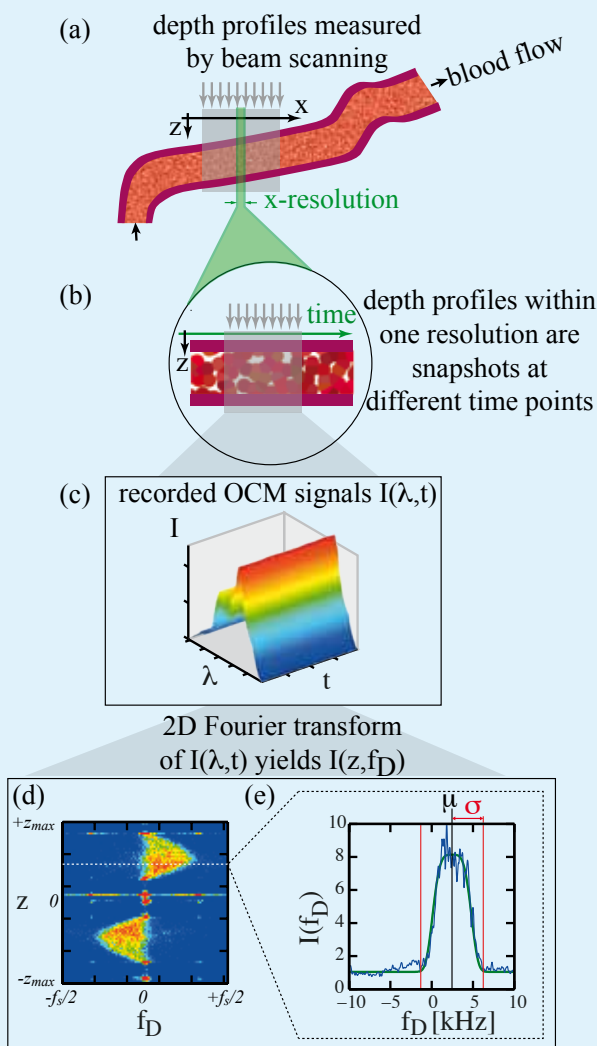 (a)
depth profiles measured
by beam scanning
blood flow
x
z
x-resolution
(b)
time
z
depth profiles within
one resolution are
snapshots at
different time points
(c)
recorded OCM signals I(λ,t)
I
λ
t
2D Fourier transform
of I(λ,t) yields I(z,f_D)
(d)
(e)
+z_max
z
0
-z_max
-f_s/2
0
+f_s/2
f_D
μ
σ
10
8
6
4
2
0
I(f_D)
−10
−5
0
5
10
f_D [kHz]